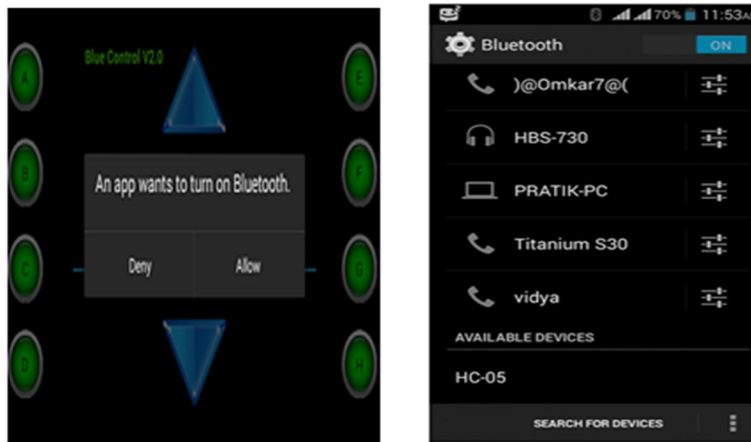 Blue Control V2.0
A
E
B
F
An app wants to turn on Bluetooth.
Deny
Allow
C
G
D
H
70% 11:53
Bluetooth
ON
)@Omkar7@(
HBS-730
PRATIK-PC
Titanium S30
vidya
AVAILABLE DEVICES
HC-05
SEARCH FOR DEVICES